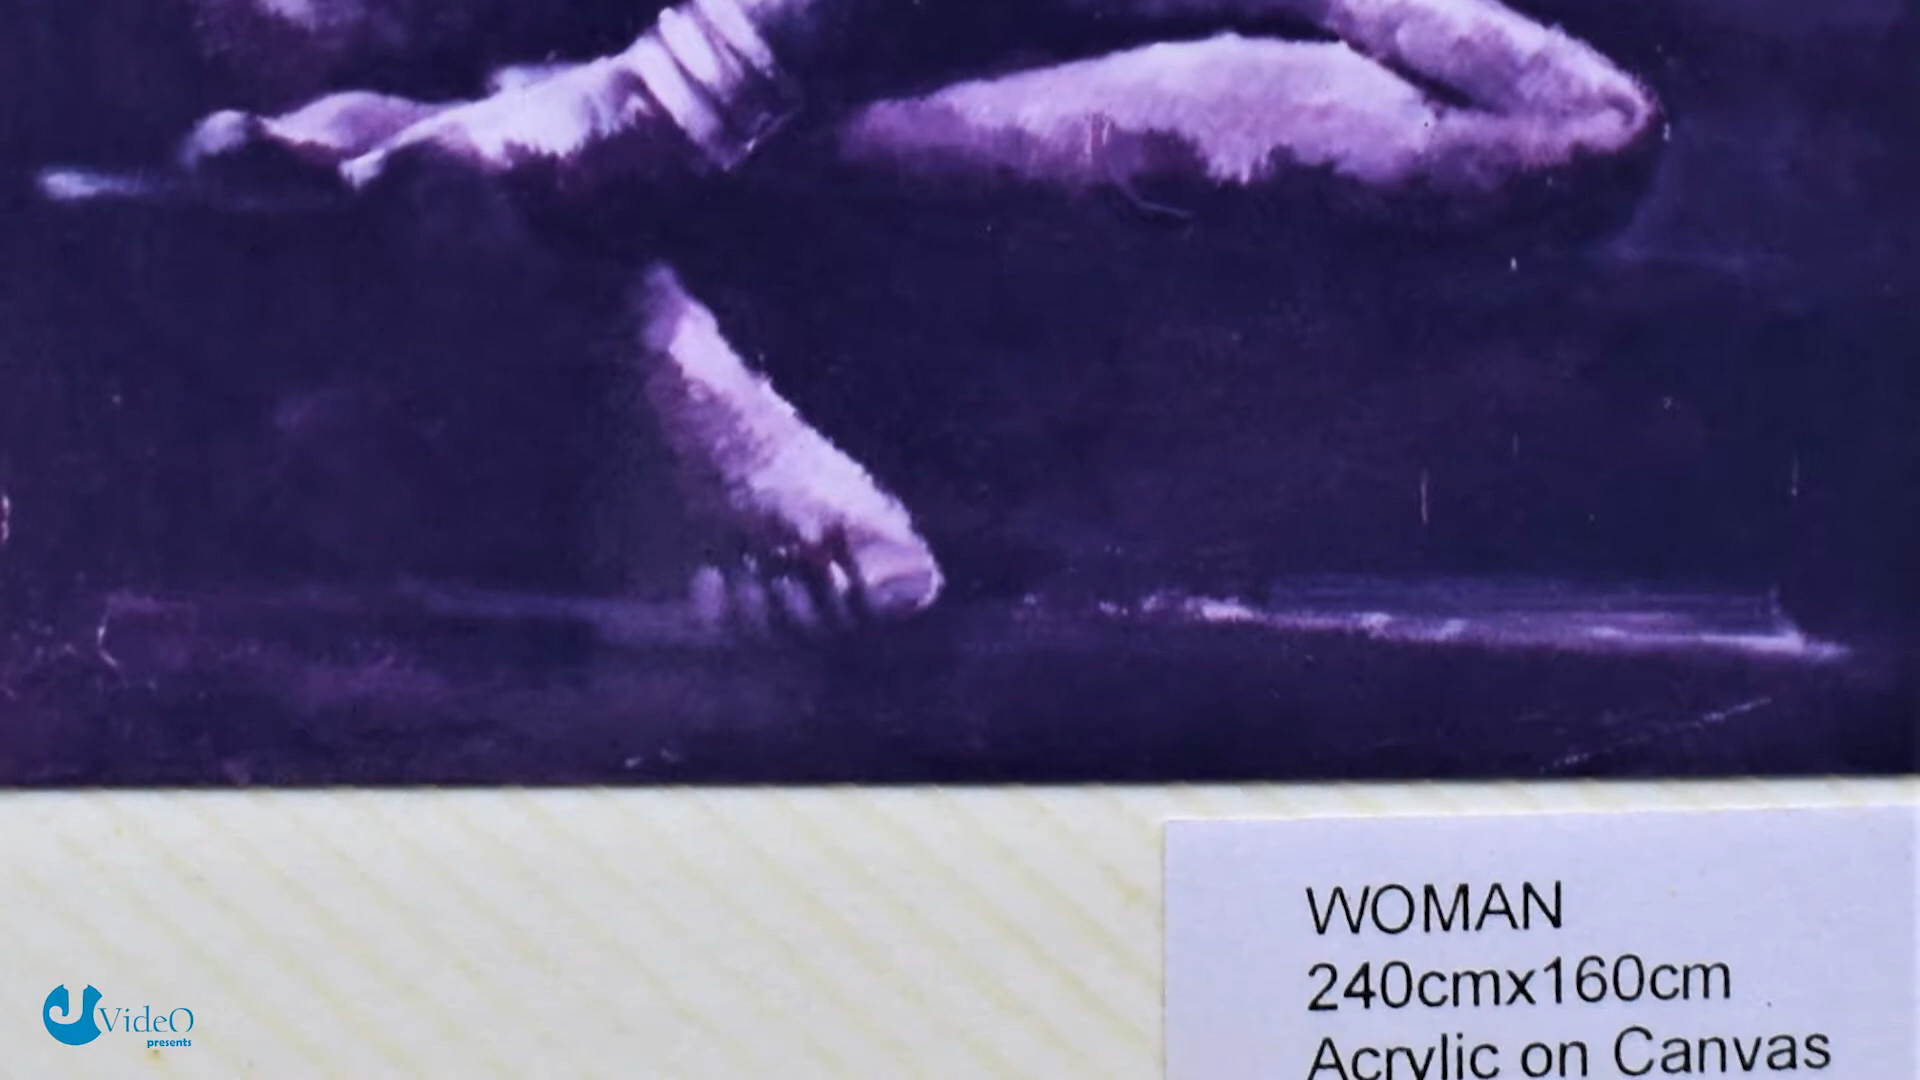 WOMAN
240cmx160cm
Acrylic on Canvas
VideO
presents